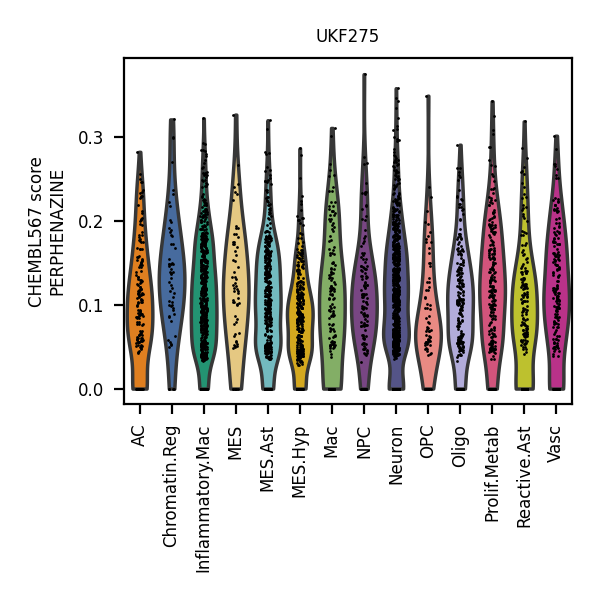 UKF275
CHEMBL567 score
PERPHENAZINE
0.3
0.2
0.1
0.0
AC
Chromatin.Reg
Inflammatory.Mac
MES
MES.Ast
MES.Hyp
Mac
NPC
Neuron
OPC
Oligo
Prolif.Metab
Reactive.Ast
Vasc